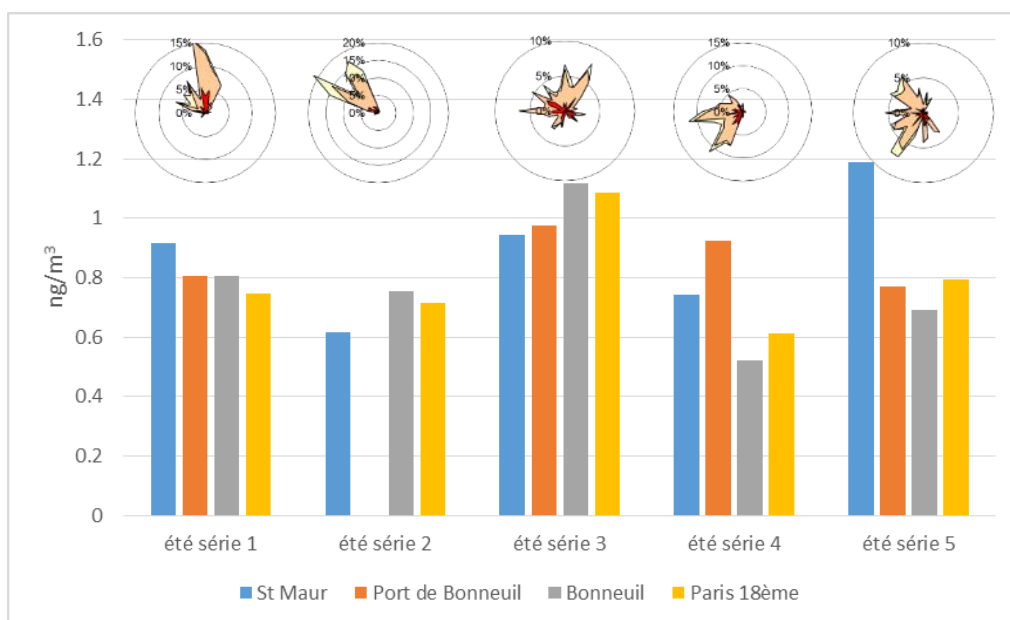 1.6
1.4
1.2
1
0.8
0.6
0.4
0.2
0
ng/m³
15%
10%
5%
0%
20%
15%
5%
0%
10%
5%
0%
15%
10%
5%
0%
10%
5%
0%
été série 1
été série 2
été série 3
été série 4
été série 5
St Maur
Port de Bonneuil
Bonneuil
Paris 18ème